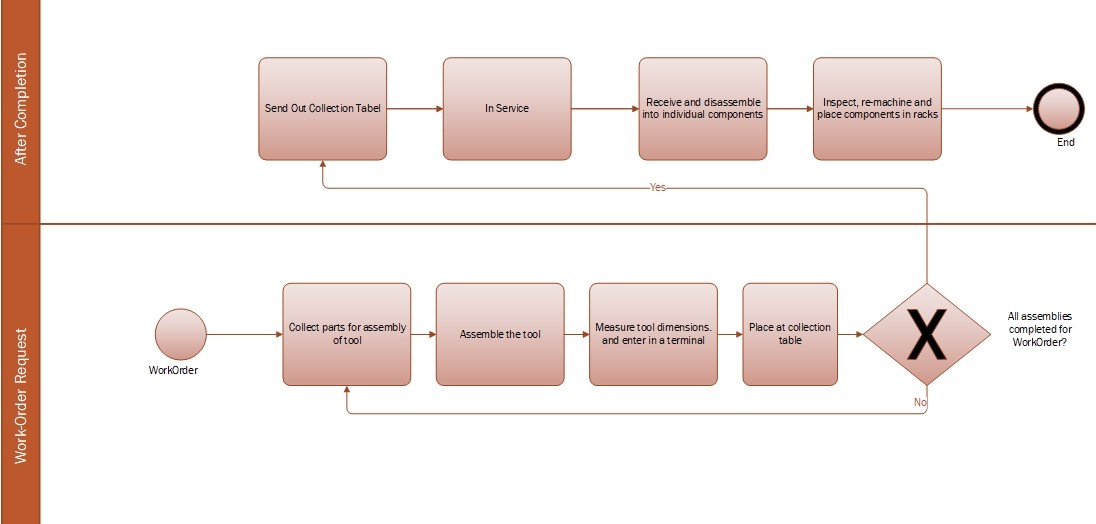 After Completion
Send Out Collection Tabel
In Service
Receive and disassemble
into individual components
Inspect, re-machine and
place components in racks
End
Yes
Work-Order Request
WorkOrder
Collect parts for assembly
of tool
Assemble the tool
Measure tool dimensions.
and enter in a terminal
Place at collection
table
X
All assemblies
completed for
WorkOrder?
No